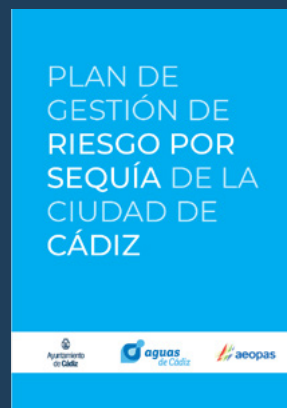 PLAN DE
GESTIÓN DE
RIESGO POR
SEQUÍA DE LA
CIUDAD DE
CÁDIZ
Ayuntamiento
de Cádiz
aguas
de Cádiz
aeopas